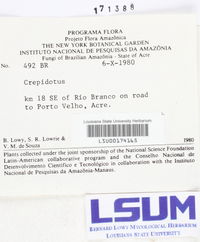 171388
PROGRAMA FLORA
Projeto Flora Amazônica
THE NEW YORK BOTANICAL GARDEN
INSTITUTO NACIONAL DE PESQUISAS DA AMAZÔNIA
Fungi of Brazilian Amazônia - State of Acre
No. 492 BR 6-X-1980
Crepidotus
km 18 SE of Rio Branco on road
to Porto Velho, Acre.
Louisiana State University
LSU00174145
B. Lowy, S. R. Lowrie &
V. M. de Souza 1980
Plants collected under the joint sponsorship of the National Science Foundation
Latin-American collaborative program and the Conselho Nacional de
Desenvolvimento Científico e Tecnológico in collaboration with the Instituto
Nacional de Pesquisas da Amazônia-Manaus.
LSUM
BERNARD LOWY MYCOLOGICAL HERBARIUM
LOUISIANA STATE UNIVERSITY